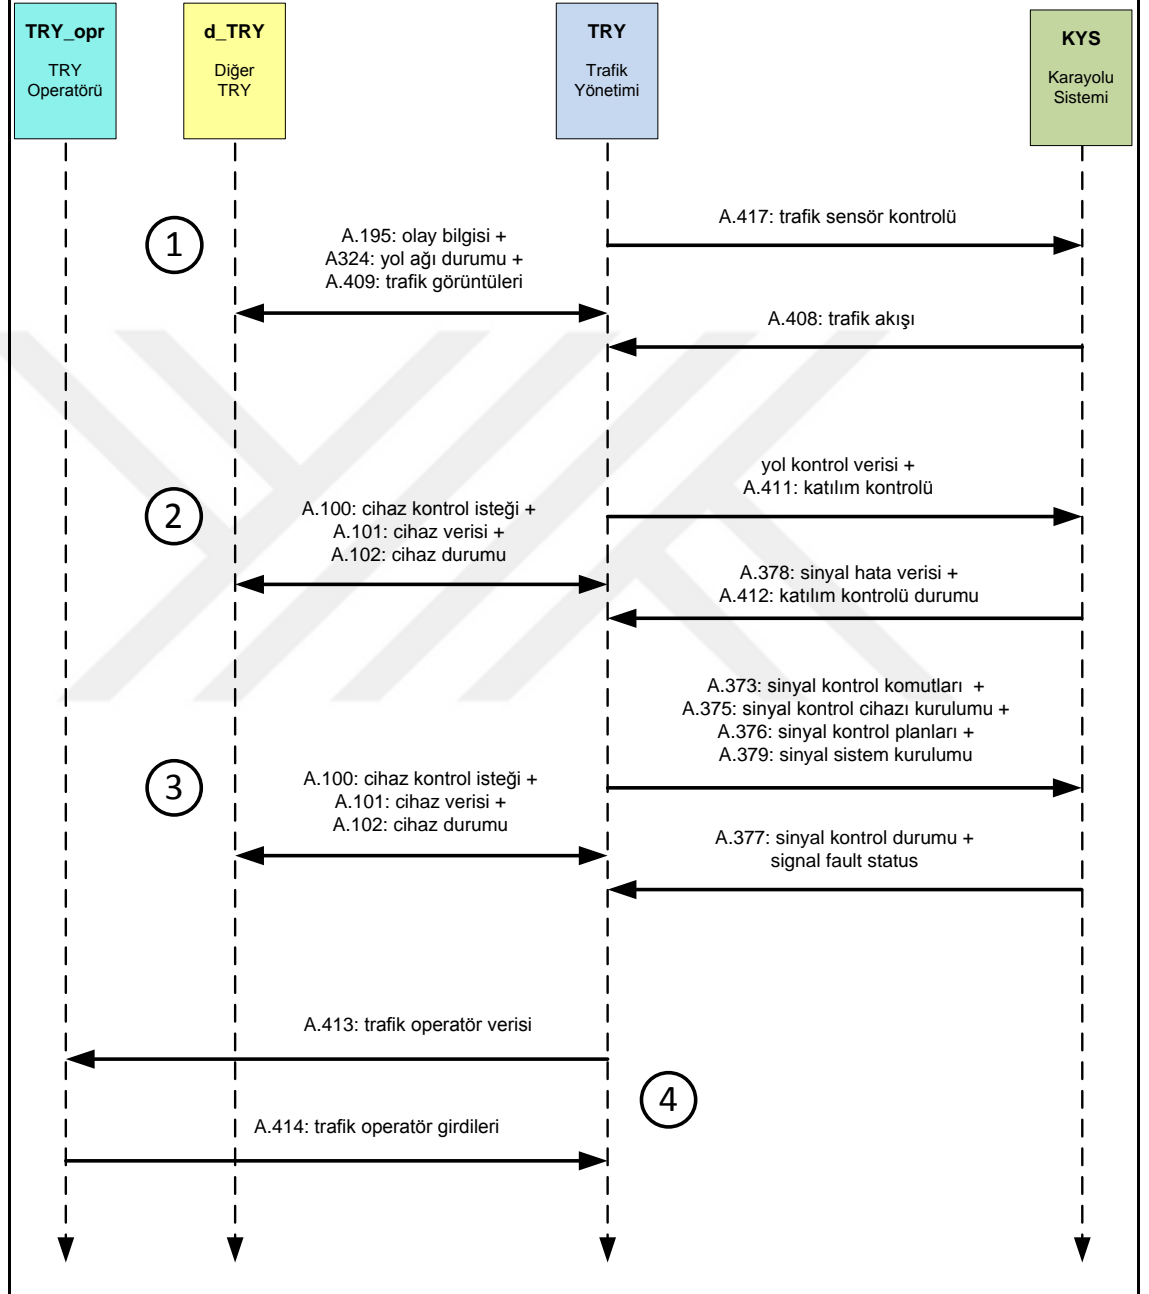 TRY_opr
TRY
Operatörü
d_TRY
Diğer
TRY
TRY
Trafik
Yönetimi
KYS
Karayolu
Sistemi
1
A.195: olay bilgisi +
A324: yol ağı durumu +
A.409: trafik görüntüleri
A.417: trafik sensör kontrolü
A.408: trafik akışı
2
A.100: cihaz kontrol isteği +
A.101: cihaz verisi +
A.102: cihaz durumu
yol kontrol verisi +
A.411: katılım kontrolü
A.378: sinyal hata verisi +
A.412: katılım kontrolü durumu
A.373: sinyal kontrol komutları +
A.375: sinyal kontrol cihazı kurulumu +
A.376: sinyal kontrol planları +
A.379: sinyal sistem kurulumu
3
A.100: cihaz kontrol isteği +
A.101: cihaz verisi +
A.102: cihaz durumu
A.377: sinyal kontrol durumu +
signal fault status
A.413: trafik operatör verisi
4
A.414: trafik operatör girdileri